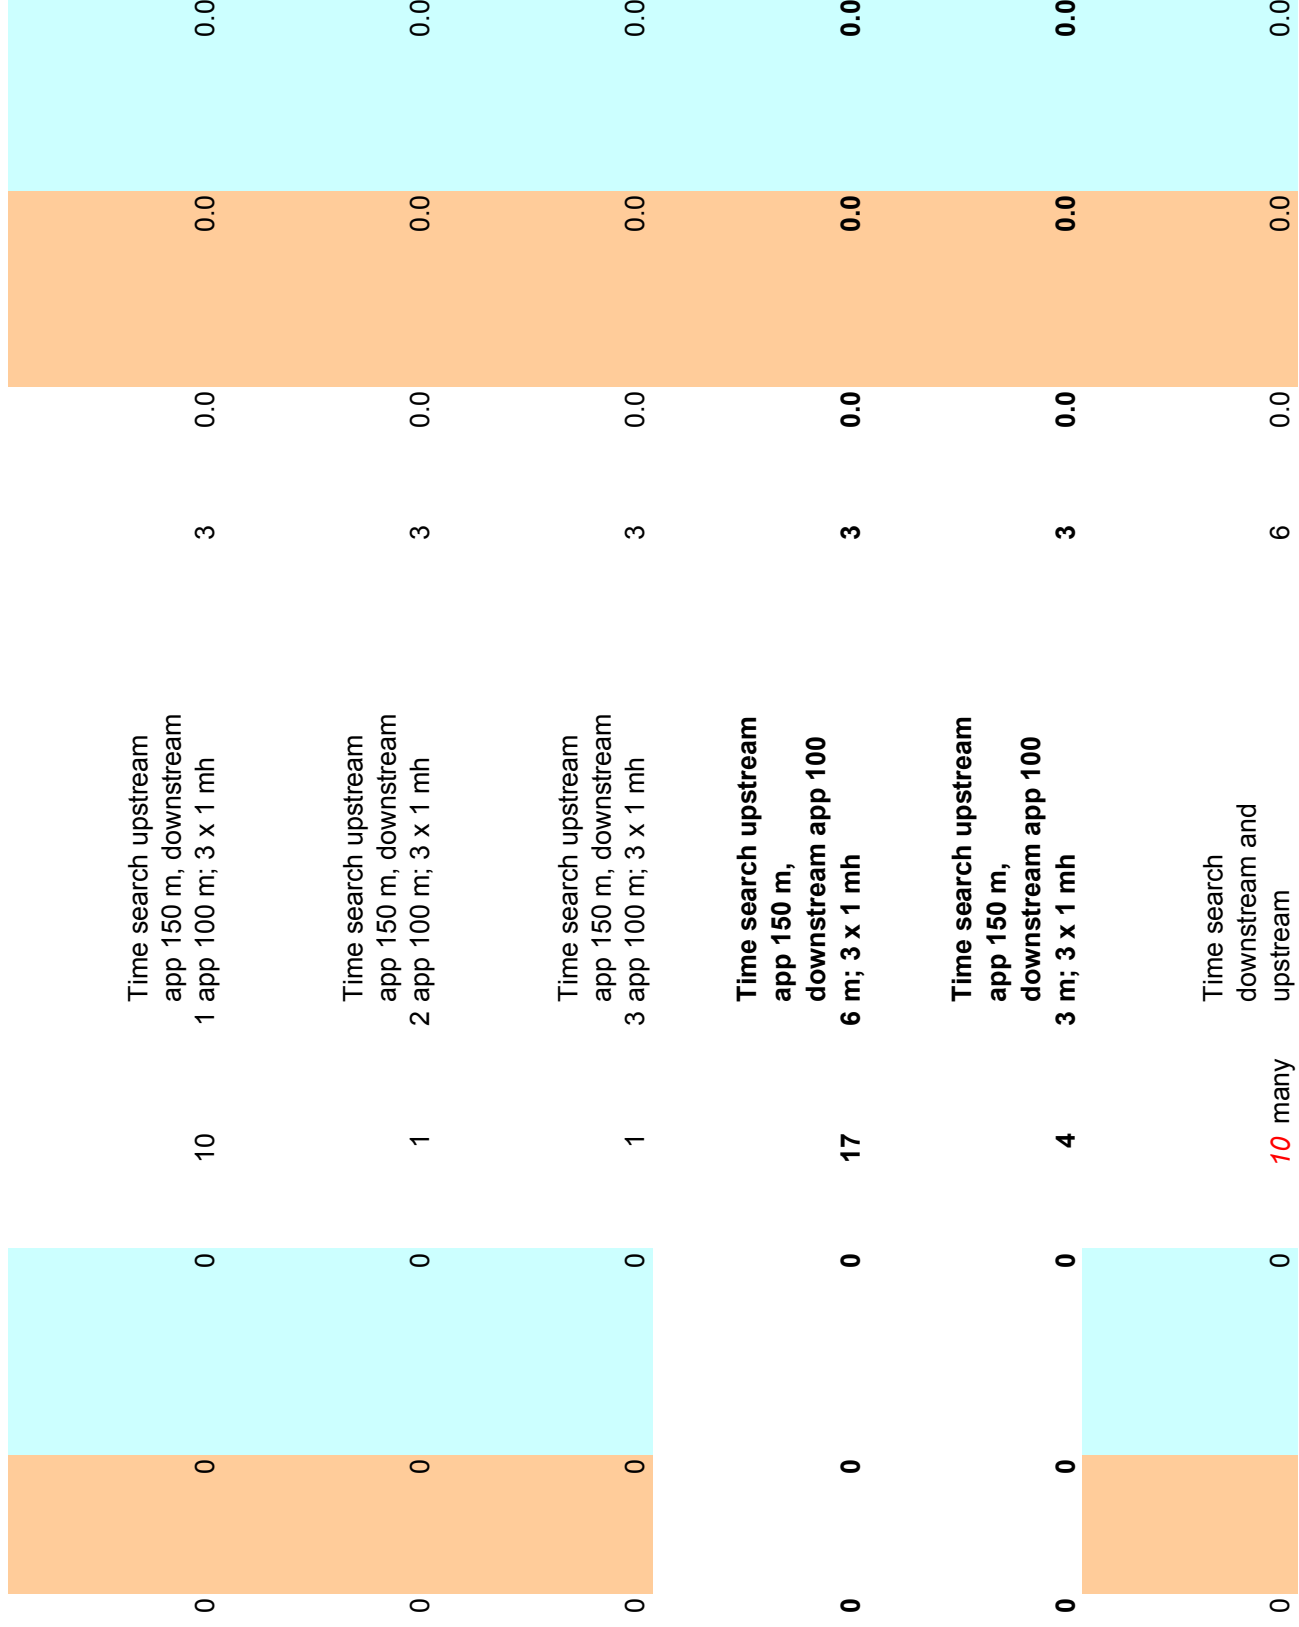 Time search upstream
app 150 m, downstream
0 0 0 10 1 app 100 m; 3 x 1 mh 3 0.0 0.0 0.0
Time search upstream
app 150 m, downstream
0 0 0 1 2 app 100 m; 3 x 1 mh 3 0.0 0.0 0.0
Time search upstream
app 150 m, downstream
0 0 0 1 3 app 100 m; 3 x 1 mh 3 0.0 0.0 0.0
Time search upstream
app 150 m,
downstream app 100
0 0 0 17 6 m; 3 x 1 mh 3 0.0 0.0 0.0
Time search upstream
app 150 m,
downstream app 100
0 0 0 4 3 m; 3 x 1 mh 3 0.0 0.0 0.0
Time search
downstream and
0 0 0 10 many upstream 6 0.0 0.0 0.0